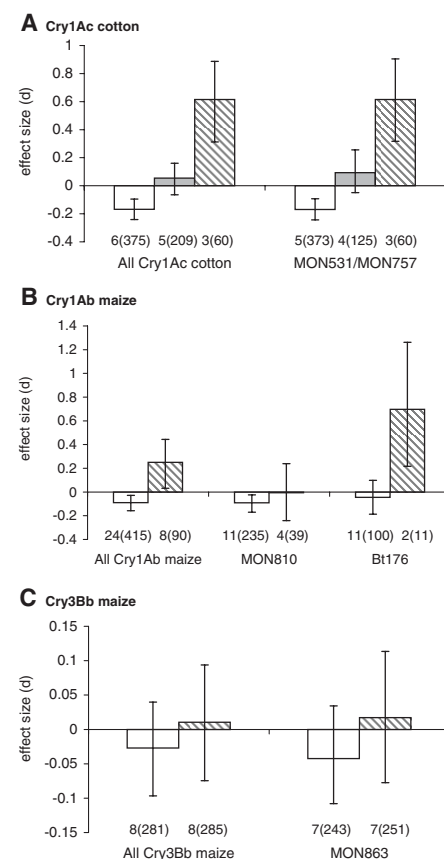 A Cry1Ac cotton
effect size (d)
1
0.8
0.6
0.4
0.2
0
-0.2
-0.4
6(375) 5(209) 3(60) 5(373) 4(125) 3(60)
All Cry1Ac cotton MON531/MON757
B Cry1Ab maize
effect size (d)
1.4
1.2
1
0.8
0.6
0.4
0.2
0
-0.2
-0.4
24(415) 8(90) 11(235) 4(39) 11(100) 2(11)
All Cry1Ab maize MON810 Bt176
C Cry3Bb maize
effect size (d)
0.15
0.1
0.05
0
-0.05
-0.1
-0.15
8(281) 8(285) 7(243) 7(251)
All Cry3Bb maize MON863